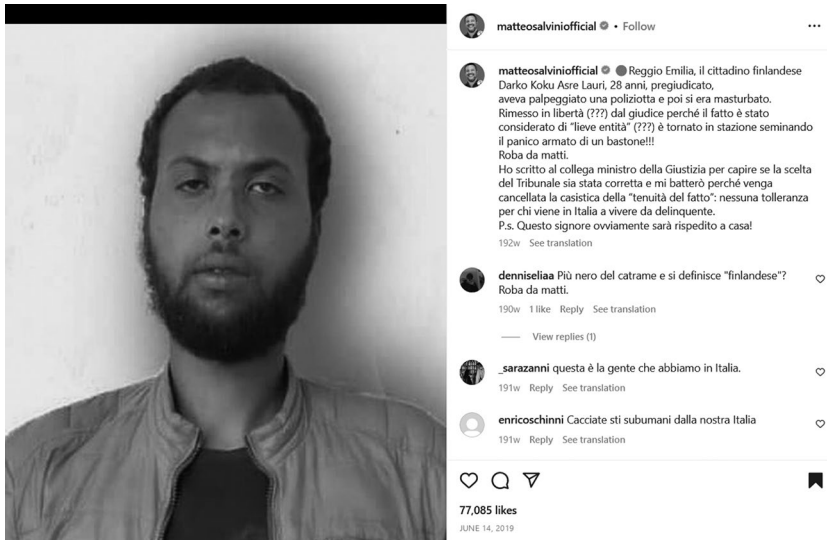 matteosalviniofficial • Follow
matteosalviniofficial Reggio Emilia, il cittadino finlandese
Darko Koku Asre Lauri, 28 anni, pregiudicato,
aveva palpeggiato una poliziotta e poi si era masturbato.
Rimesso in libertà (???) dal giudice perché il fatto è stato
considerato di “lieve entità” (???) è tornato in stazione seminando
il panico armato di un bastone!!!
Roba da matti.
Ho scritto al collega ministro della Giustizia per capire se la scelta
del Tribunale sia stata corretta e mi batterò perché venga
cancellata la casistica della “tenuità del fatto”: nessuna tolleranza
per chi viene in Italia a vivere da delinquente.
P.s. Questo signore ovviamente sarà rispedito a casa!
192w See translation
denniseliaa Più nero del catrame e si definisce "finlandese"?
Roba da matti.
190w 1 like Reply See translation
View replies (1)
_sarazanni questa è la gente che abbiamo in Italia.
191w Reply See translation
enricoschinni Cacciate sti subumani dalla nostra Italia
191w Reply See translation
77,085 likes
JUNE 14, 2019